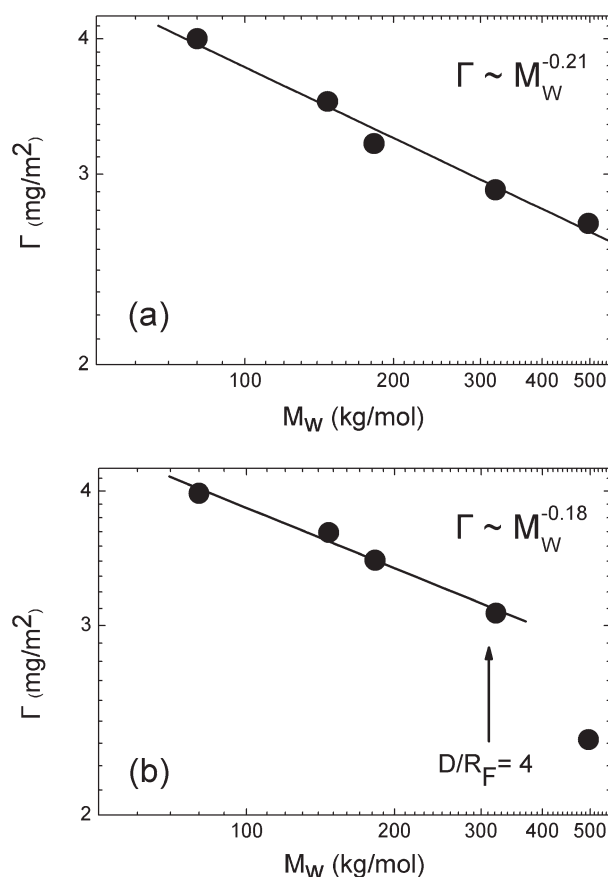 4
Γ ~ M_W^-0.21
3
Γ (mg/m²)
(a)
2
100 200 300 400 500
M_W (kg/mol)
4
Γ ~ M_W^-0.18
3
Γ (mg/m²)
D/R_F = 4
(b)
2
100 200 300 400 500
M_W (kg/mol)